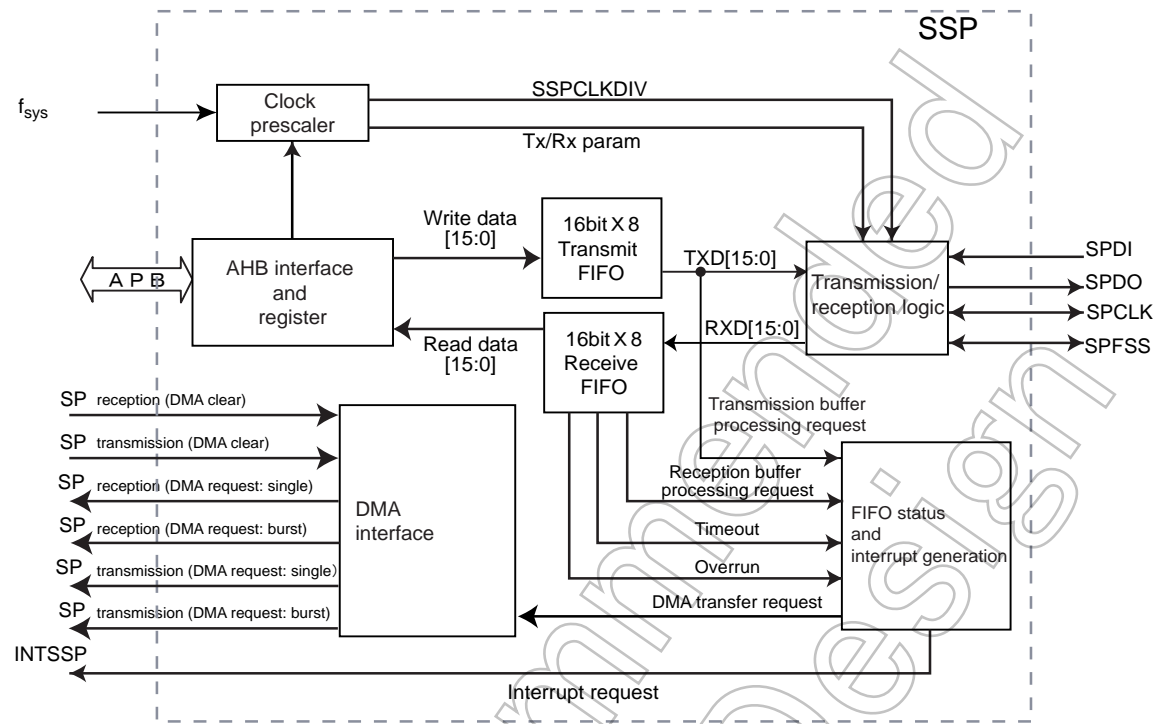 SSP
f_sys
Clock
prescaler
SSPCLKDIV
Tx/Rx param
Write data
[15:0]
16bit X 8
Transmit
FIFO
TXD[15:0]
AHB interface
and
register
APB
Transmission/
reception logic
SPDI
SPDO
SPCLK
SPFSS
Read data
[15:0]
16bit X 8
Receive
FIFO
RXD[15:0]
SP reception (DMA clear)
SP transmission (DMA clear)
SP reception (DMA request: single)
SP reception (DMA request: burst)
SP transmission (DMA request: single)
SP transmission (DMA request: burst)
INTSSP
DMA
interface
Transmission buffer
processing request
Reception buffer
processing request
Timeout
Overrun
DMA transfer request
FIFO status
and
interrupt generation
Interrupt request
mmended
Design